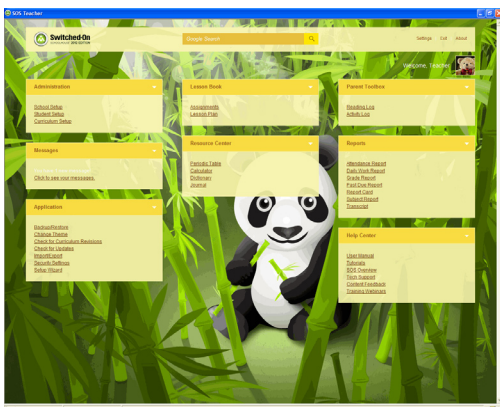 SOS Teacher
Switched-On
Google Search
Settings Exit About
Welcome, Teacher
Administration
School Setup
Student Setup
Curriculum Setup
Messages
Click to see your messages.
Application
Backup/Restore
Change Theme
Check for Curriculum Revisions
Check for Updates
Import/Export
Security Settings
Setup Wizard
Lesson Book
Assignments
Lesson Plan
Resource Center
Periodic Table
Calculator
Dictionary
Journal
Parent Toolbox
Reading Log
Activity Log
Reports
Attendance Report
Daily Work Report
Grade Report
Past Due Report
Report Card
Student Report
Transcript
Help Center
User Manual
Tutorials
SOS Overview
Tech Support
Content Feedback
Training Webinars